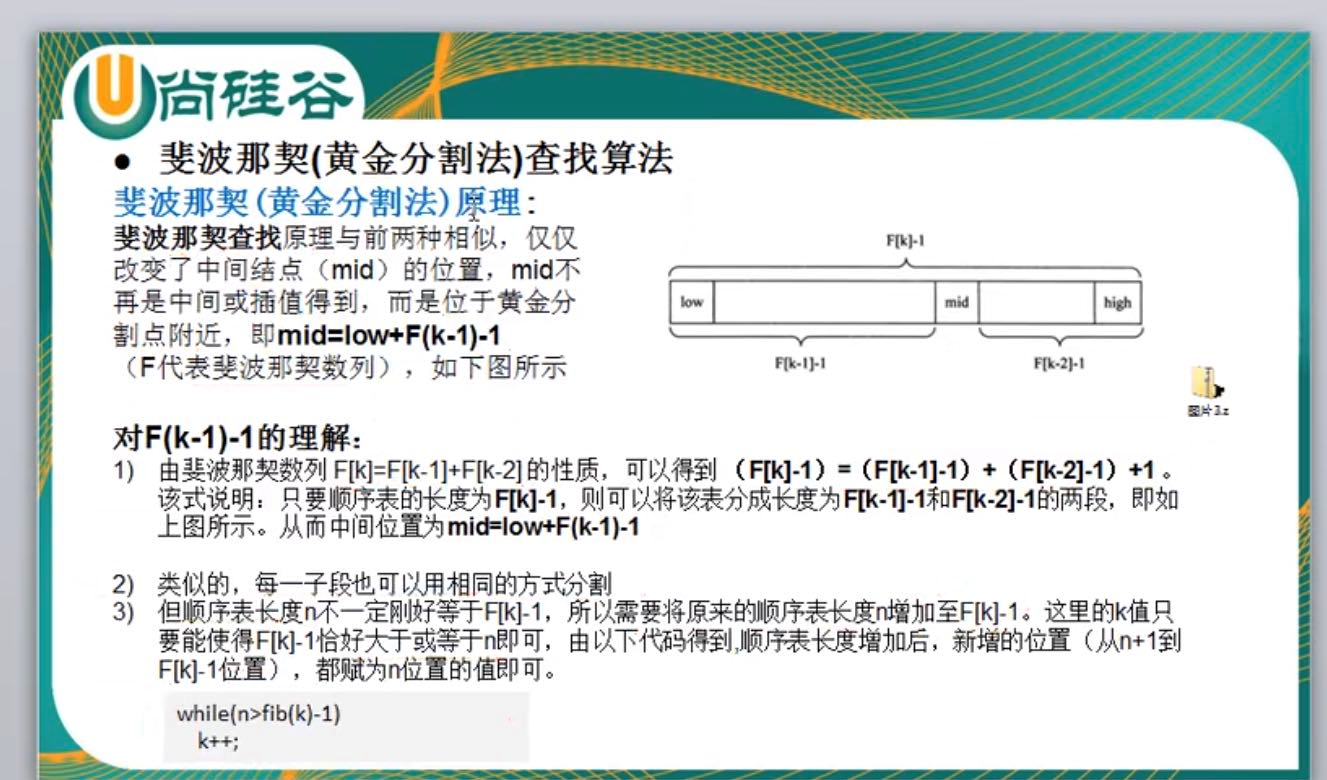 尚硅谷
● 斐波那契(黄金分割法)查找算法
斐波那契(黄金分割法)原理:
斐波那契查找原理与前两种相似，仅仅
改变了中间结点（mid）的位置，mid不
再是中间或插值得到，而是位于黄金分
割点附近，即mid=low+F(k-1)-1
（F代表斐波那契数列），如下图所示
F[k]-1
low mid high
F[k-1]-1 F[k-2]-1
图片3.z
对F(k-1)-1的理解：
1) 由斐波那契数列 F[k]=F[k-1]+F[k-2] 的性质，可以得到 （F[k]-1）=（F[k-1]-1）+（F[k-2]-1）+1 。
该式说明：只要顺序表的长度为F[k]-1，则可以将该表分成长度为F[k-1]-1和F[k-2]-1的两段，即如
上图所示。从而中间位置为mid=low+F(k-1)-1
2) 类似的，每一子段也可以用相同的方式分割
3) 但顺序表长度n不一定刚好等于F[k]-1，所以需要将原来的顺序表长度n增加至F[k]-1。这里的k值只
要能使得F[k]-1恰好大于或等于n即可，由以下代码得到,顺序表长度增加后，新增的位置（从n+1到
F[k]-1位置），都赋为n位置的值即可。
while(n>fib(k)-1)
k++;